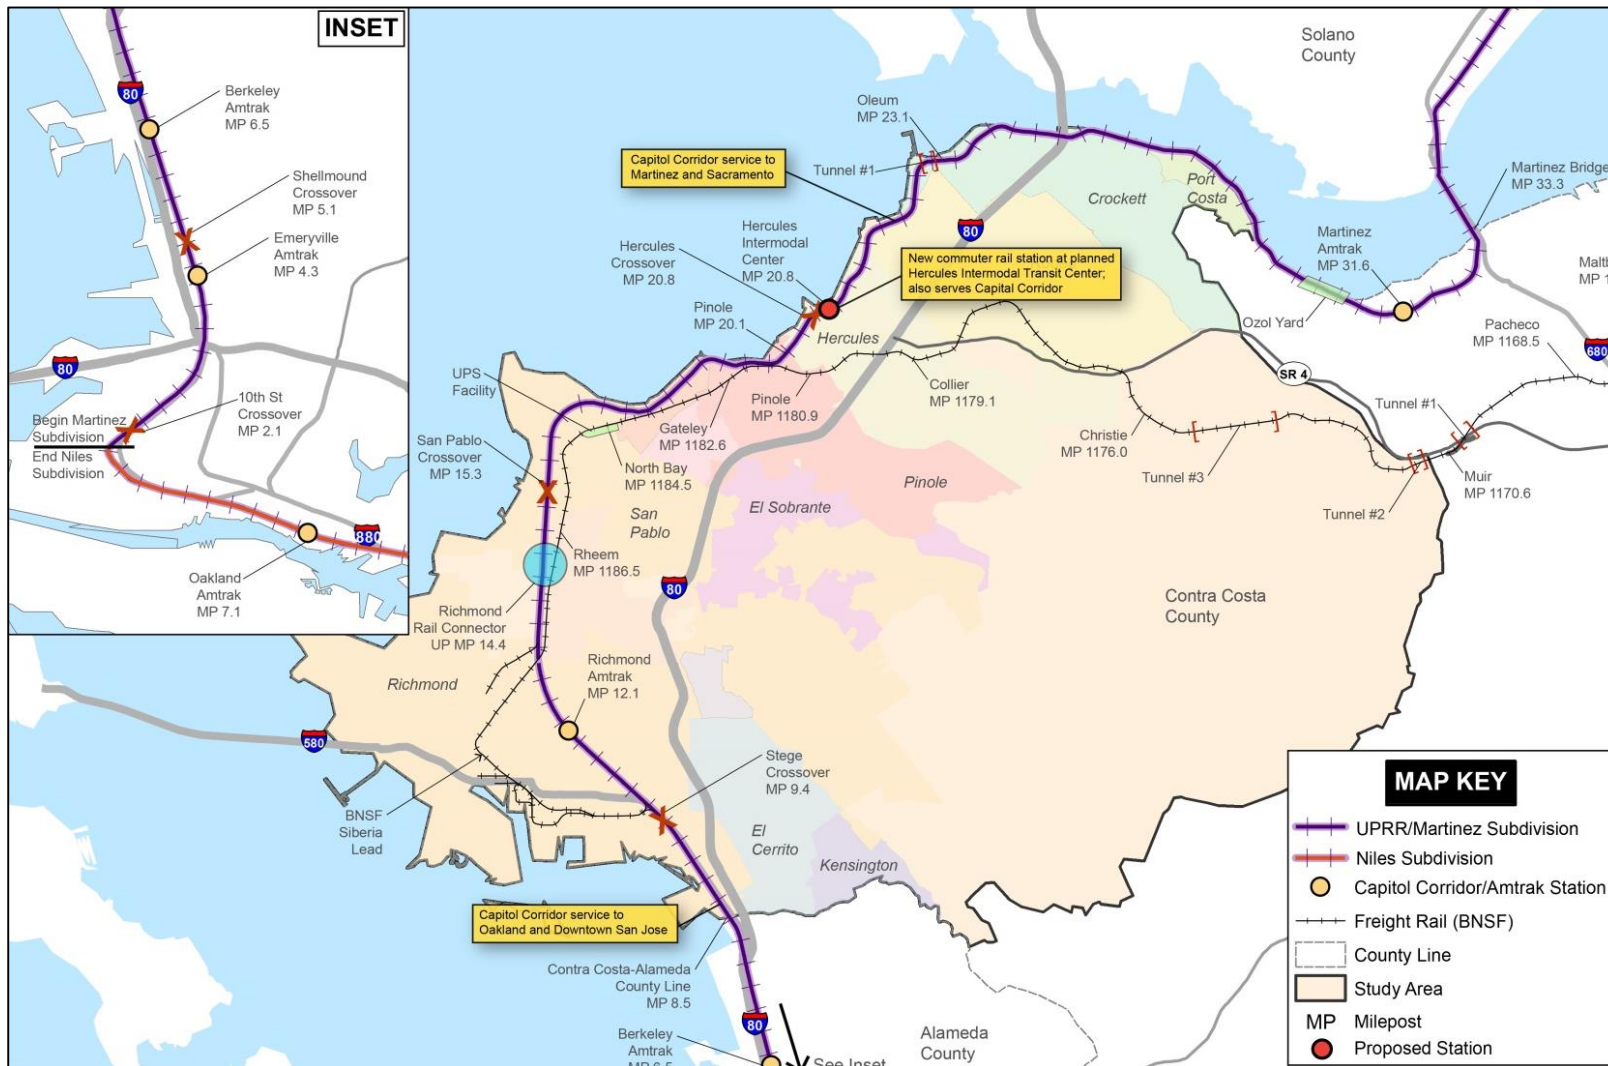 INSET
80
Berkeley
Amtrak
MP 6.5
Shellmound
Crossover
MP 5.1
Emeryville
Amtrak
MP 4.3
80
10th St
Crossover
MP 2.1
Begin Martinez
Subdivision
End Niles
Subdivision
880
Oakland
Amtrak
MP 7.1
Solano
County
Oleum
MP 23.1
Tunnel #1
Capitol Corridor service to
Martinez and Sacramento
Crockett
Port
Costa
Martinez Bridge
MP 33.3
80
Hercules
Intermodal
Center
MP 20.8
Hercules
Crossover
MP 20.8
New commuter rail station at planned
Hercules Intermodal Transit Center;
also serves Capital Corridor
Martinez
Amtrak
MP 31.6
Ozol Yard
Pinole
MP 20.1
Hercules
Pacheco
MP 1168.5
680
UPS
Facility
SR 4
Collier
MP 1179.1
Pinole
MP 1180.9
Gateley
MP 1182.6
Tunnel #1
San Pablo
Crossover
MP 15.3
North Bay
MP 1184.5
Christie
MP 1176.0
Tunnel #3
Muir
MP 1170.6
Tunnel #2
Pinole
El Sobrante
San
Pablo
Rheem
MP 1186.5
80
Richmond
Rail Connector
UP MP 14.4
Contra Costa
County
Richmond
Richmond
Amtrak
MP 12.1
580
Stege
Crossover
MP 9.4
BNSF
Siberia
Lead
El
Cerrito
Kensington
Capitol Corridor service to
Oakland and Downtown San Jose
Contra Costa-Alameda
County Line
MP 8.5
80
Berkeley
Amtrak
MP 6.5
See Inset
Alameda
County
MAP KEY
UPRR/Martinez Subdivision
Niles Subdivision
Capitol Corridor/Amtrak Station
Freight Rail (BNSF)
County Line
Study Area
MP Milepost
Proposed Station